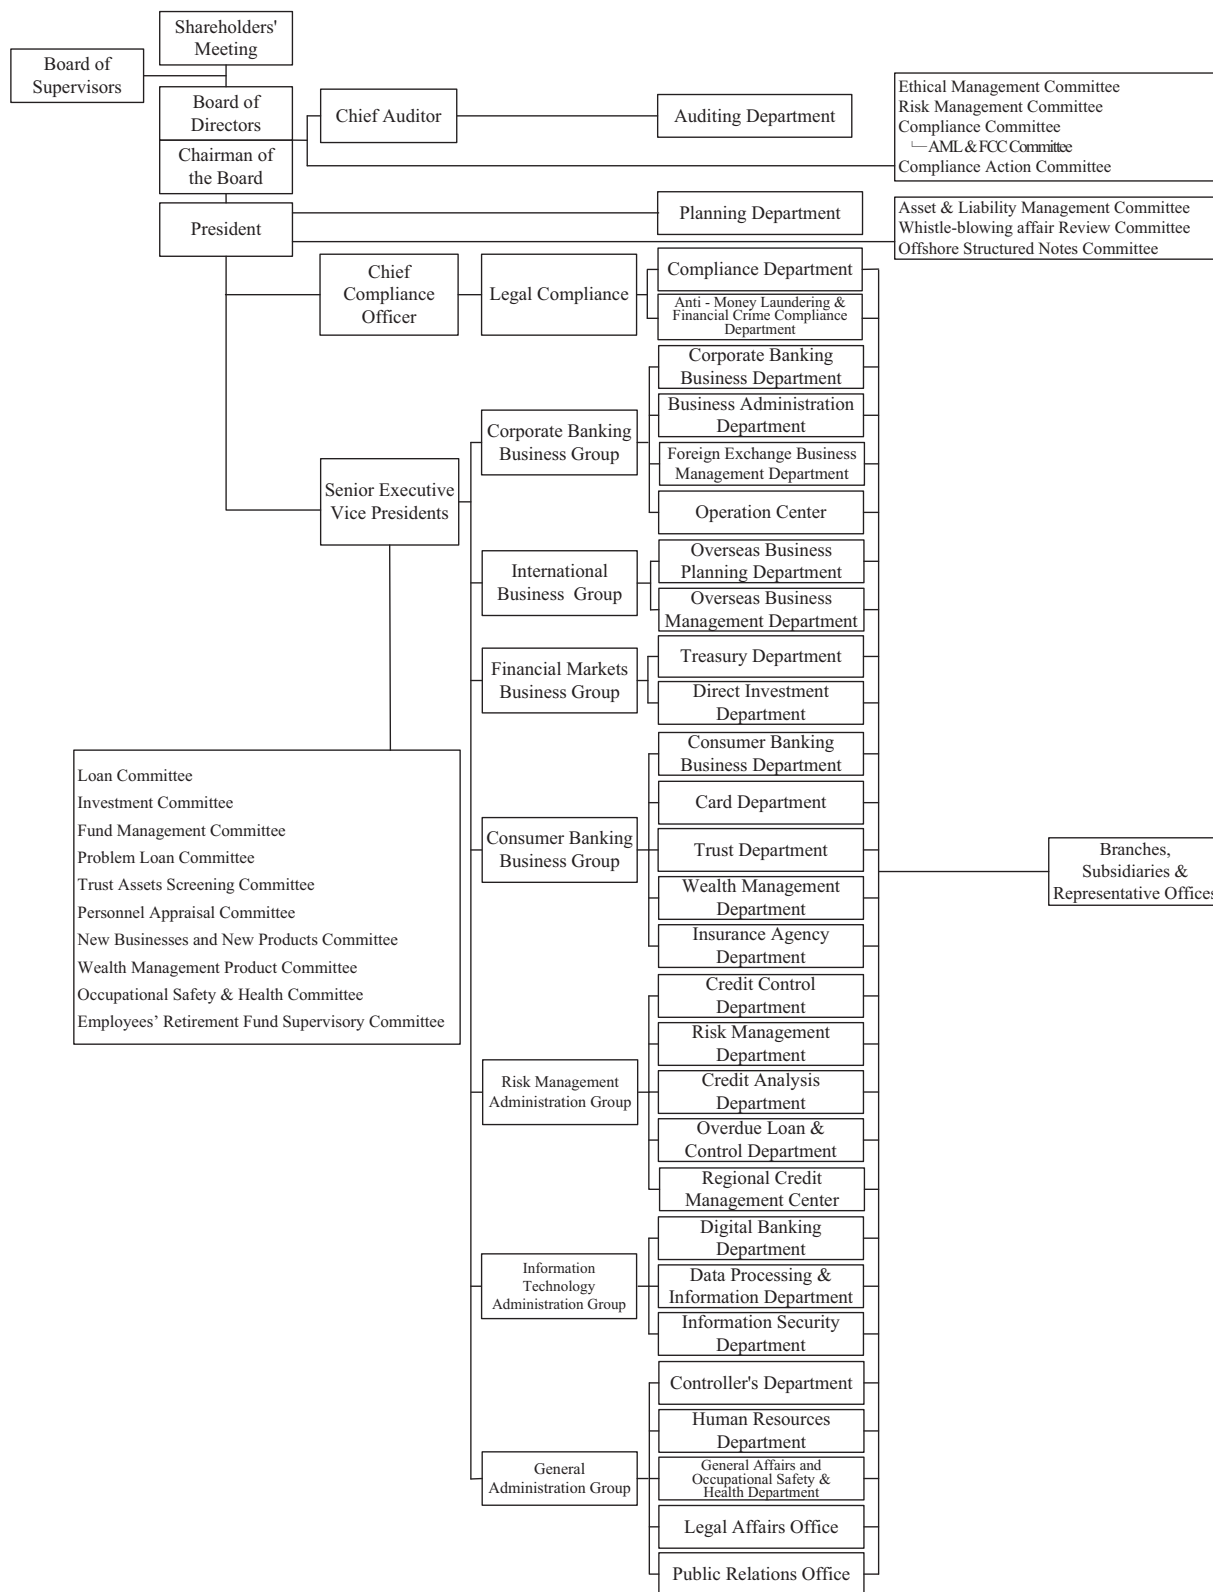 Shareholders'
Meeting
Board of
Supervisors
Board of
Directors
Chairman of
the Board
Chief Auditor
Auditing Department
Ethical Management Committee
Risk Management Committee
Compliance Committee
AML & FCC Committee
Compliance Action Committee
President
Planning Department
Asset & Liability Management Committee
Whistle-blowing affair Review Committee
Offshore Structured Notes Committee
Chief
Compliance
Officer
Legal Compliance
Compliance Department
Anti - Money Laundering &
Financial Crime Compliance
Department
Senior Executive
Vice Presidents
Corporate Banking
Business Group
Corporate Banking
Business Department
Business Administration
Department
Foreign Exchange Business
Management Department
Operation Center
International
Business Group
Overseas Business
Planning Department
Overseas Business
Management Department
Financial Markets
Business Group
Treasury Department
Direct Investment
Department
Loan Committee
Investment Committee
Fund Management Committee
Problem Loan Committee
Trust Assets Screening Committee
Personnel Appraisal Committee
New Businesses and New Products Committee
Wealth Management Product Committee
Occupational Safety & Health Committee
Employees’ Retirement Fund Supervisory Committee
Consumer Banking
Business Group
Consumer Banking
Business Department
Card Department
Trust Department
Wealth Management
Department
Insurance Agency
Department
Branches,
Subsidiaries &
Representative Offices
Risk Management
Administration Group
Credit Control
Department
Risk Management
Department
Credit Analysis
Department
Overdue Loan &
Control Department
Regional Credit
Management Center
Information
Technology
Administration Group
Digital Banking
Department
Data Processing &
Information Department
Information Security
Department
General
Administration Group
Controller's Department
Human Resources
Department
General Affairs and
Occupational Safety &
Health Department
Legal Affairs Office
Public Relations Office